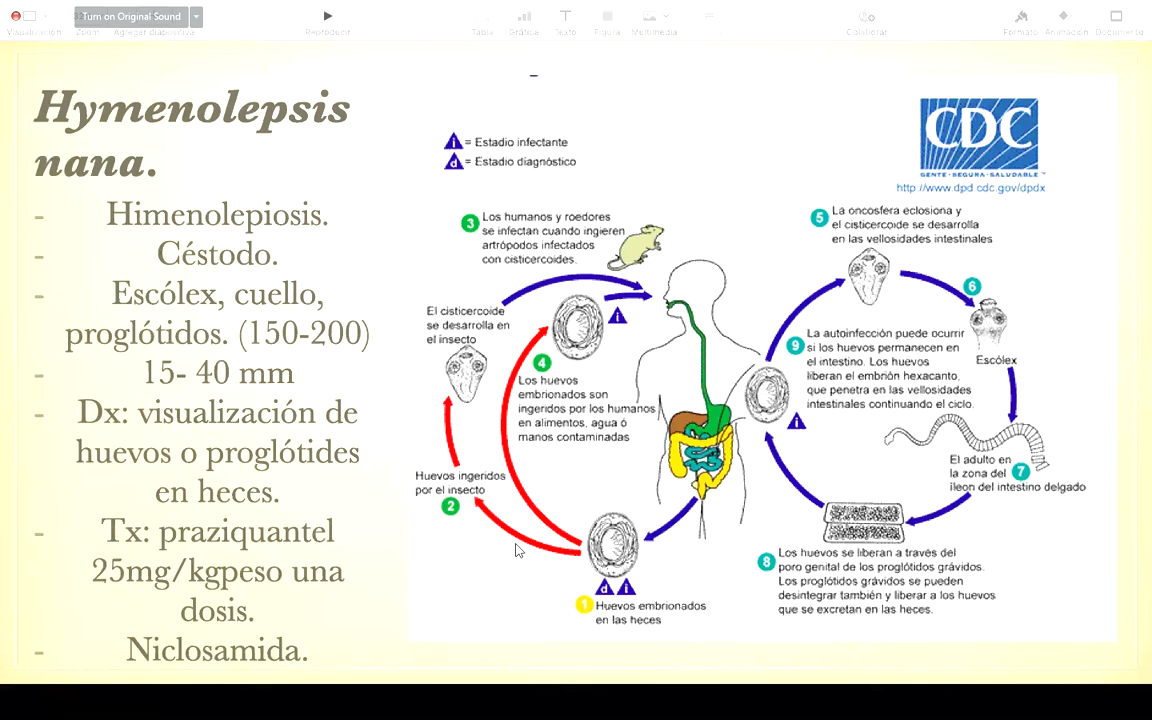 Turn on Original Sound
Visualización
Zoom
Agregar diapositiva
Reproducir
Tabla
Gráfica
Texto
Figura
Multimedia
Colaborar
Formato
Animación
Documento
Hymenolepsis
nana.
- Himenolepiosis.
- Céstodo.
- Escólex, cuello,
proglótidos. (150-200)
- 15- 40 mm
- Dx: visualización de
huevos o proglótides
en heces.
- Tx: praziquantel
25mg/kgpeso una
dosis.
- Niclosamida.
i = Estadio infectante
d = Estadio diagnóstico
CDC
GENTE·SEGURA·SALUDABLE™
http://www.dpd.cdc.gov/dpdx
3 Los humanos y roedores
se infectan cuando ingieren
artrópodos infectados
con cisticercoides.
El cisticercoide
se desarrolla en
el insecto
i
4
Los huevos
embrionados son
ingeridos por los humanos
en alimentos, agua ó
manos contaminadas
Huevos ingeridos
por el insecto
2
d i
1 Huevos embrionados
en las heces
5 La oncosfera eclosiona y
el cisticercoide se desarrolla
en las vellosidades intestinales
6
Escólex
9 La autoinfección puede ocurrir
si los huevos permanecen en
el intestino. Los huevos
liberan el embrión hexacanto,
que penetra en las vellosidades
intestinales continuando el ciclo.
i
El adulto en
la zona del 7
íleon del intestino delgado
8 Los huevos se liberan a través del
poro genital de los proglótidos grávidos.
Los proglótidos grávidos se pueden
desintegrar también y liberar a los huevos
que se excretan en las heces.